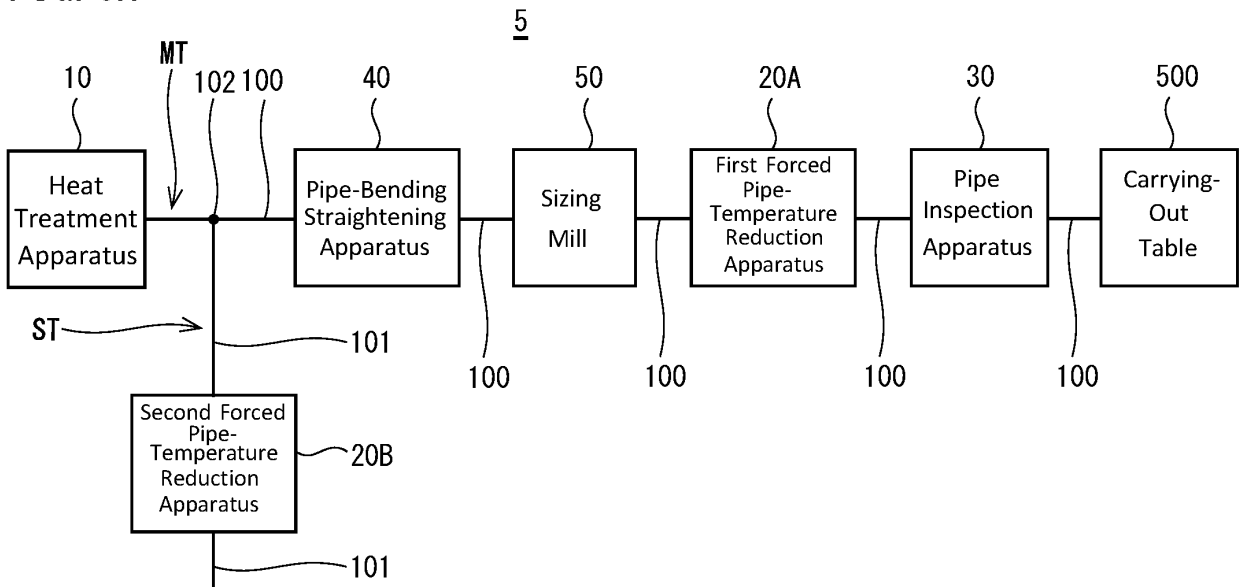 5
MT
10
102
100
40
50
20A
30
500
Heat
Treatment
Apparatus
Pipe-Bending
Straightening
Apparatus
Sizing
Mill
First Forced
Pipe-
Temperature
Reduction
Apparatus
Pipe
Inspection
Apparatus
Carrying-
Out
Table
ST
101
100
100
100
100
Second Forced
Pipe-
Temperature
Reduction
Apparatus
20B
101